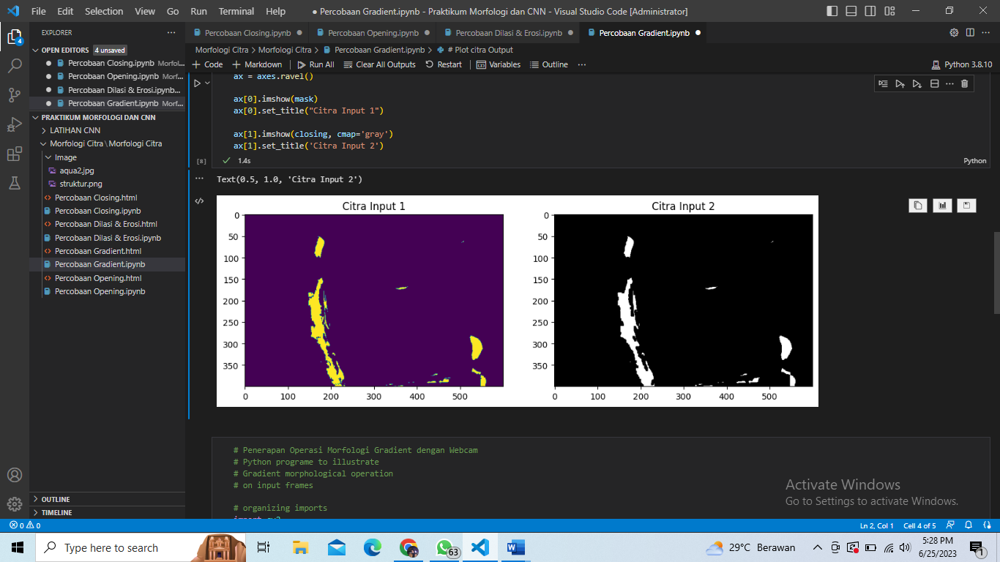 File Edit Selection View Go Run Terminal Help
● Percobaan Gradient.ipynb - Praktikum Morfologi dan CNN - Visual Studio Code [Administrator]
EXPLORER
Percobaan Closing.ipynb ● Percobaan Opening.ipynb ● Percobaan Dilasi & Erosi.ipynb ● Percobaan Gradient.ipynb ●
OPEN EDITORS 4 unsaved
Morfologi Citra > Morfologi Citra > Percobaan Gradient.ipynb > # Plot citra Output
+ Code + Markdown Run All Clear All Outputs Restart Variables Outline ... Python 3.8.10
● Percobaan Closing.ipynb Morfol...
● Percobaan Opening.ipynb Morf...
● Percobaan Dilasi & Erosi.ipynb...
● Percobaan Gradient.ipynb Morf...
PRAKTIKUM MORFOLOGI DAN CNN
LATIHAN CNN
Morfologi Citra \ Morfologi Citra
Image
aqua2.jpg
struktur.png
Percobaan Closing.html
Percobaan Closing.ipynb
Percobaan Dilasi & Erosi.html
Percobaan Dilasi & Erosi.ipynb
Percobaan Gradient.html
Percobaan Gradient.ipynb
Percobaan Opening.html
Percobaan Opening.ipynb
OUTLINE
TIMELINE
ax = axes.ravel()
ax[0].imshow(mask)
ax[0].set_title("Citra Input 1")
ax[1].imshow(closing, cmap='gray')
ax[1].set_title('Citra Input 2')
[8] 1.4s Python
Text(0.5, 1.0, 'Citra Input 2')
Citra Input 1
0
50
100
150
200
250
300
350
0 100 200 300 400 500
Citra Input 2
0
50
100
150
200
250
300
350
0 100 200 300 400 500
# Penerapan Operasi Morfologi Gradient dengan Webcam
# Python programe to illustrate
# Gradient morphological operation
# on input frames
# organizing imports
import cv2
Activate Windows
Go to Settings to activate Windows.
4
0 0 Ln 2, Col 1 Cell 4 of 5
Type here to search
63
29°C Berawan
5:28 PM
6/25/2023
1